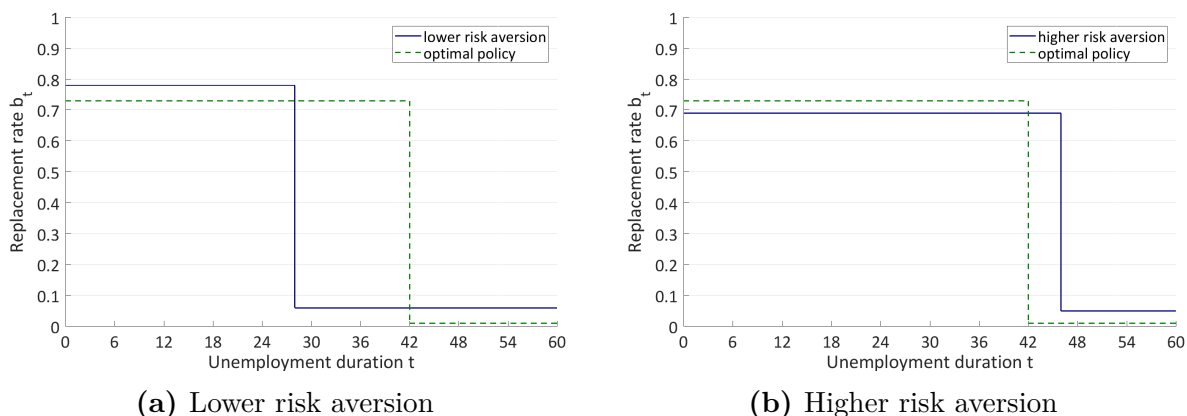 1
0.9
0.8
0.7
0.6
0.5
0.4
0.3
0.2
0.1
0
Replacement rate b_t
lower risk aversion
optimal policy
0 6 12 18 24 30 36 42 48 54 60
Unemployment duration t
(a) Lower risk aversion
1
0.9
0.8
0.7
0.6
0.5
0.4
0.3
0.2
0.1
0
Replacement rate b_t
higher risk aversion
optimal policy
0 6 12 18 24 30 36 42 48 54 60
Unemployment duration t
(b) Higher risk aversion